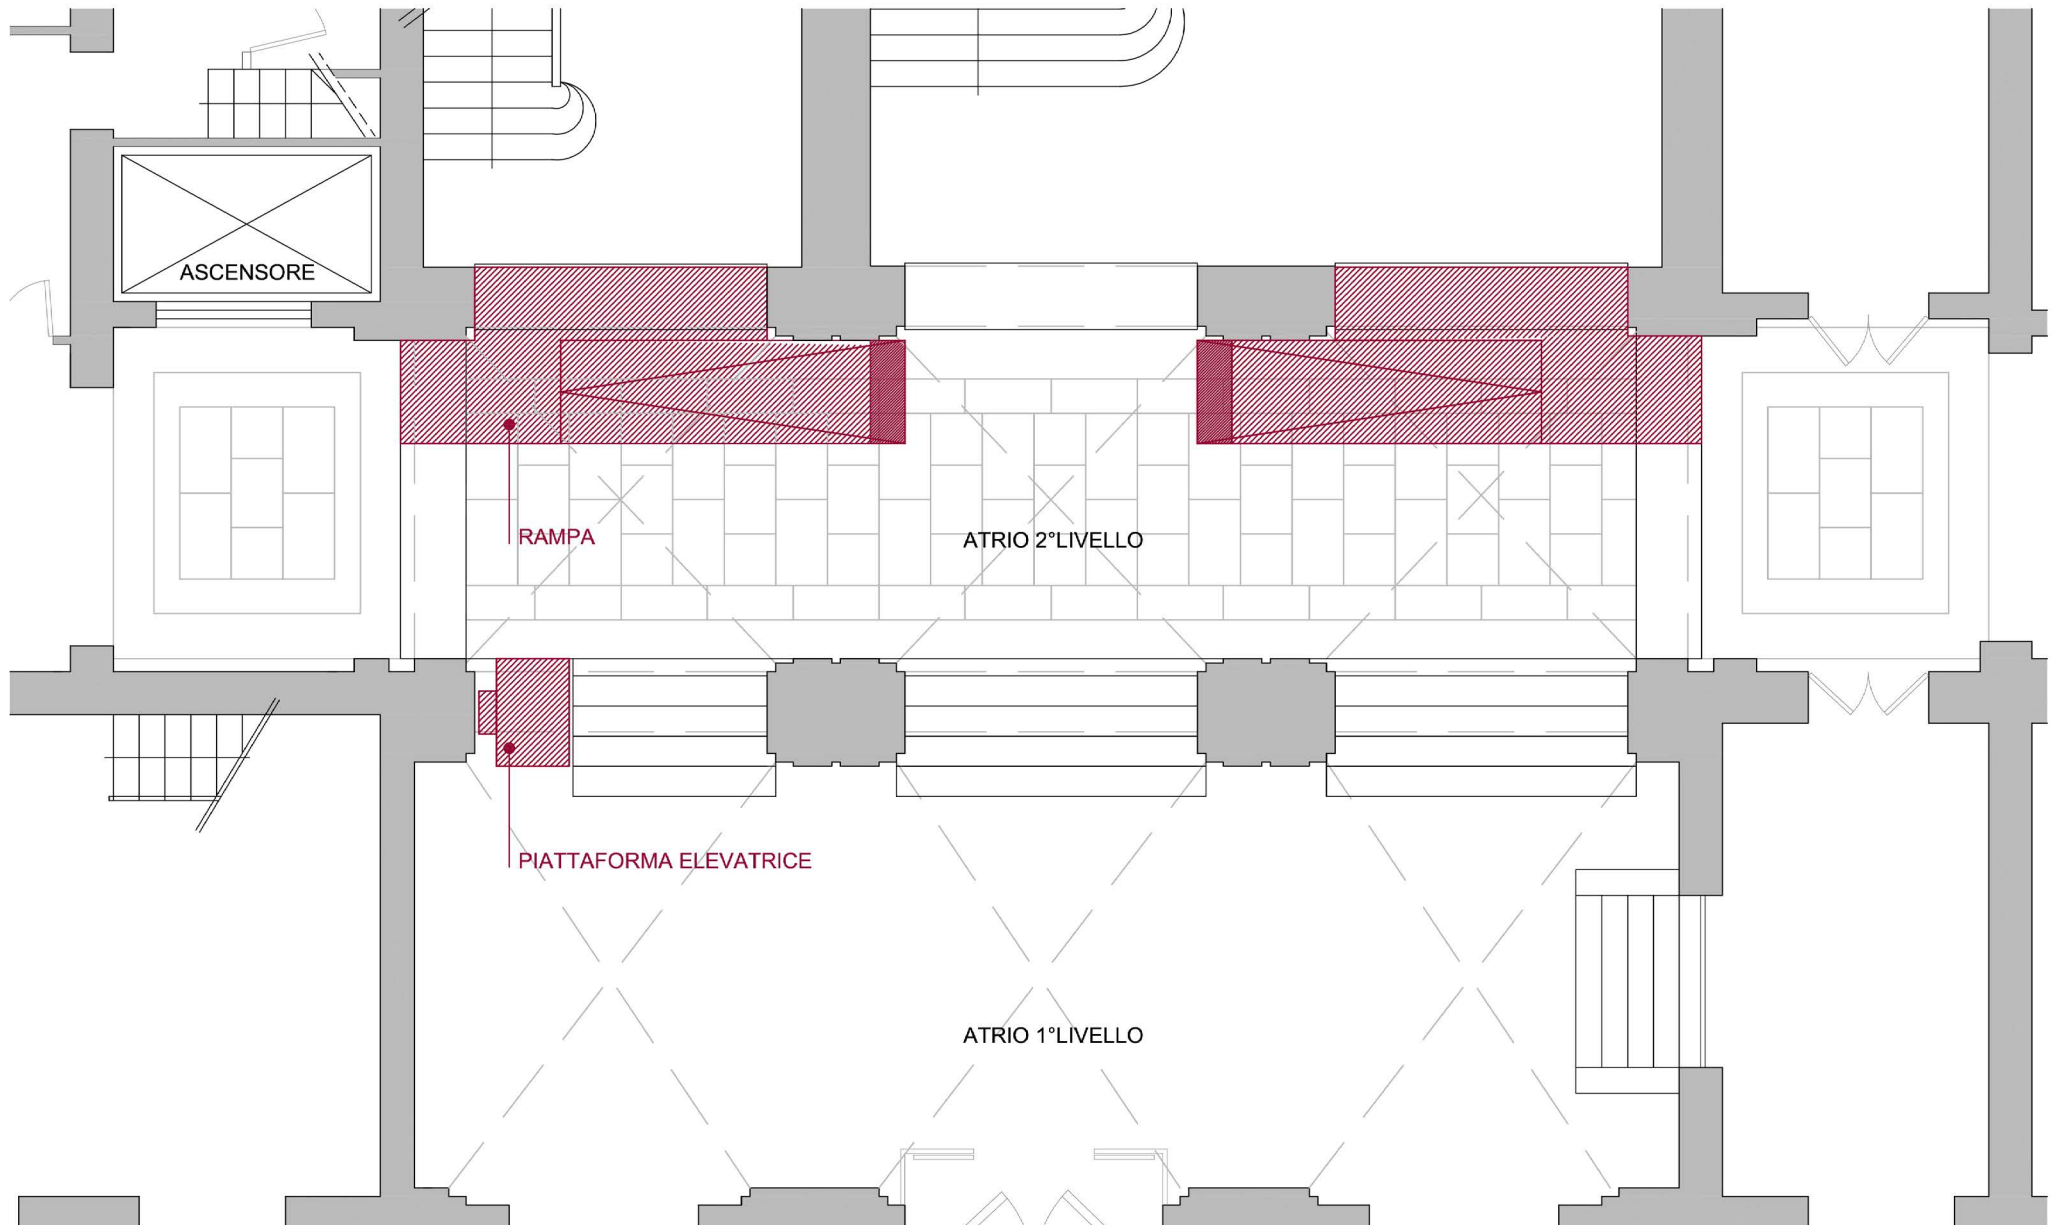 ASCENSORE
RAMPA
ATRIO 2°LIVELLO
PIATTAFORMA ELEVATRICE
ATRIO 1°LIVELLO